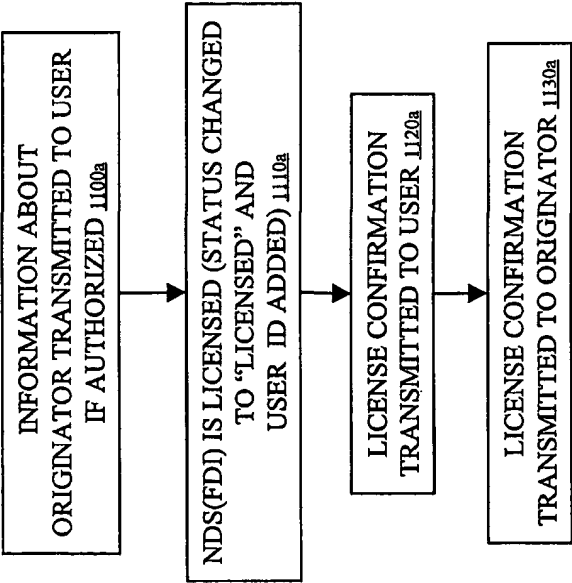 INFORMATION ABOUT
ORIGINATOR TRANSMITTED TO USER
IF AUTHORIZED 1100a
NDS(FDI) IS LICENSED (STATUS CHANGED
TO "LICENSED" AND
USER ID ADDED) 1110a
LICENSE CONFIRMATION
TRANSMITTED TO USER 1120a
LICENSE CONFIRMATION
TRANSMITTED TO ORIGINATOR 1130a